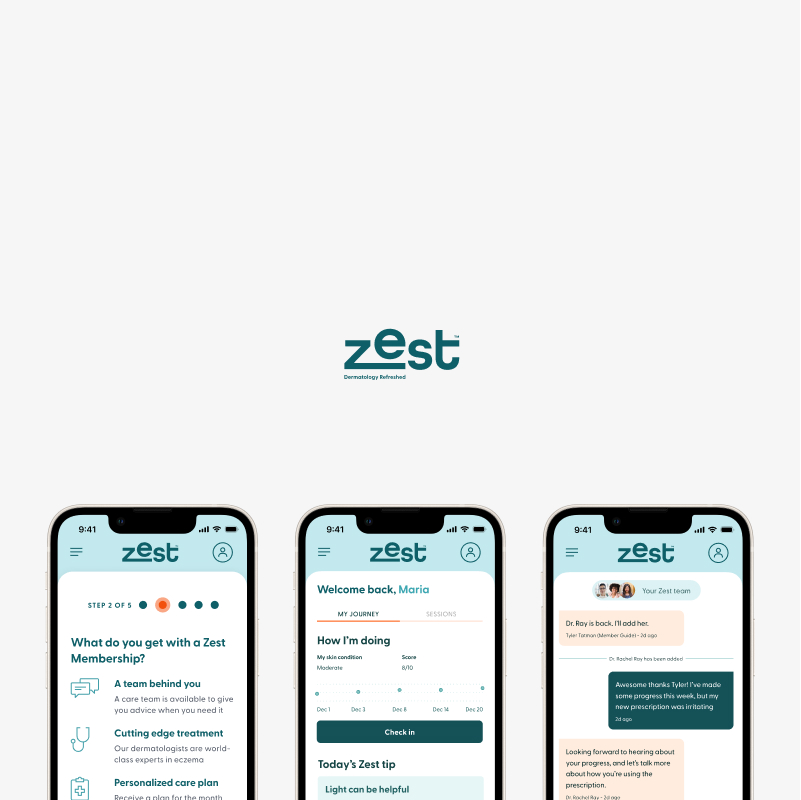 zest™
Dermatology Refreshed
9:41
zest
STEP 2 OF 5
What do you get with a Zest
Membership?
A team behind you
A care team is available to give
you advice when you need it
Cutting edge treatment
Our dermatologists are world-
class experts in eczema
Personalized care plan
Receive a plan for the month
9:41
zest
Welcome back, Maria
MY JOURNEY SESSIONS
How I'm doing
My skin condition Score
Moderate 8/10
Dec 1 Dec 3 Dec 8 Dec 14 Dec 20
Check in
Today's Zest tip
Light can be helpful
9:41
zest
Your Zest team
Dr. Ray is back. I'll add her.
Tyler Tatman (Member Guide) - 2d ago
Dr. Rachel Ray has been added
Awesome thanks Tyler! I've made
some progress this week, but my
new prescription was irritating
2d ago
Looking forward to hearing about
your progress, and let's talk more
about how you're using the
prescription.
Dr. Rachel Ray - 2d ago